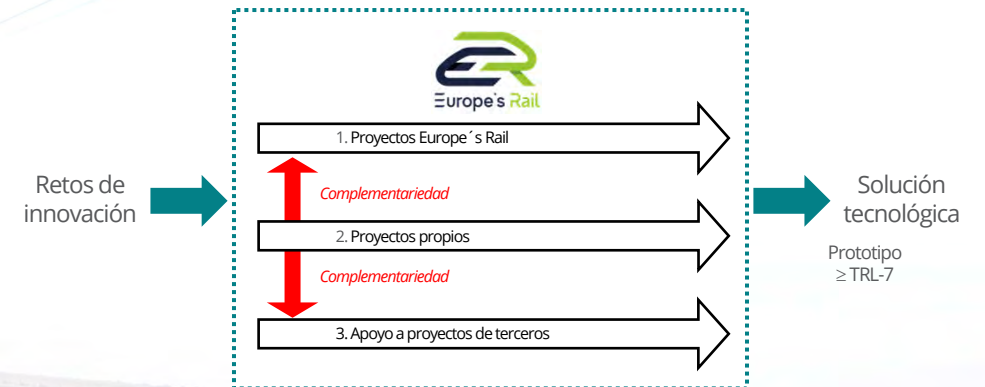 Europe's Rail
1. Proyectos Europe´s Rail
Complementariedad
Retos de
innovación
2. Proyectos propios
Complementariedad
3. Apoyo a proyectos de terceros
Solución
tecnológica
Prototipo
≥ TRL-7